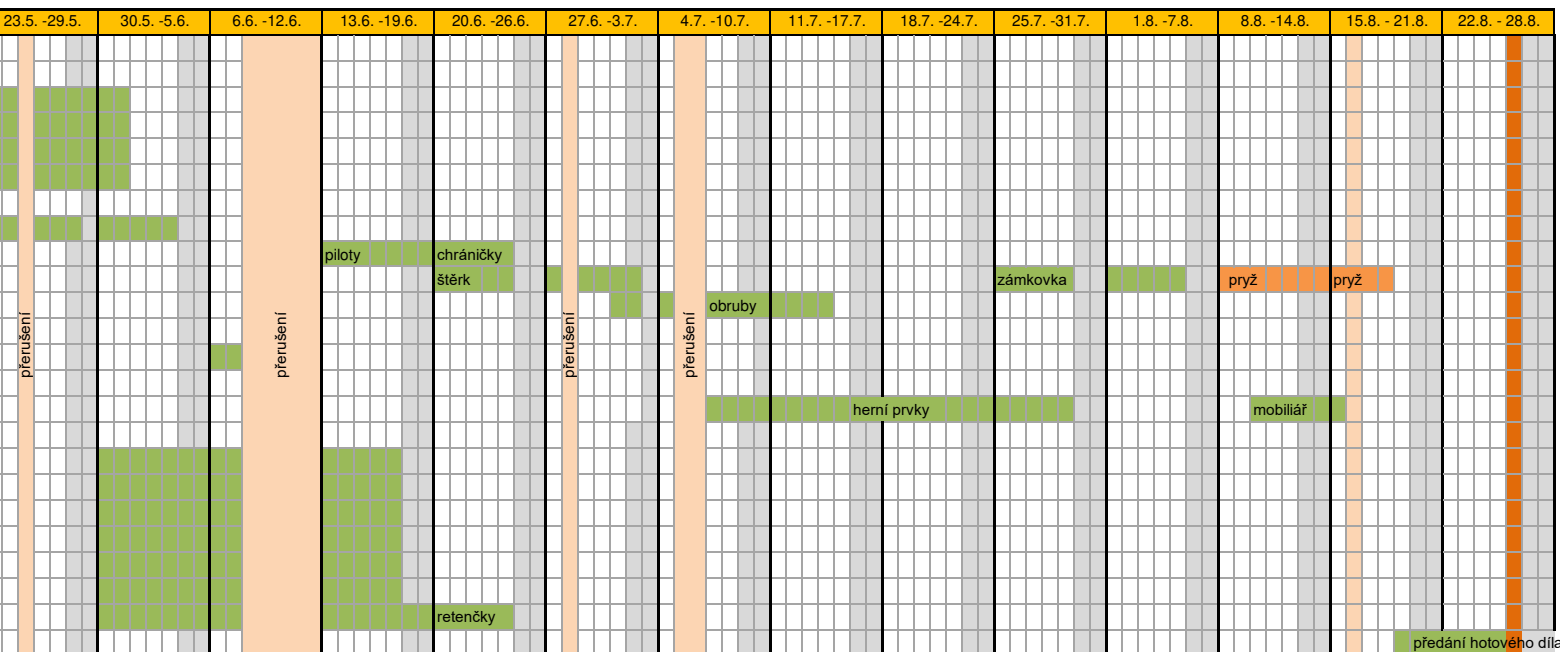 23.5. -29.5.
30.5. -5.6.
6.6. -12.6.
13.6. -19.6.
20.6. -26.6.
27.6. -3.7.
4.7. -10.7.
11.7. -17.7.
18.7. -24.7.
25.7. -31.7.
1.8. -7.8.
8.8. -14.8.
15.8. - 21.8.
22.8. - 28.8.
piloty
chráničky
štěrk
zámkovka
pryž
pryž
obruby
přerušení
přerušení
přerušení
přerušení
herní prvky
mobiliář
retenčky
předání hotového díla